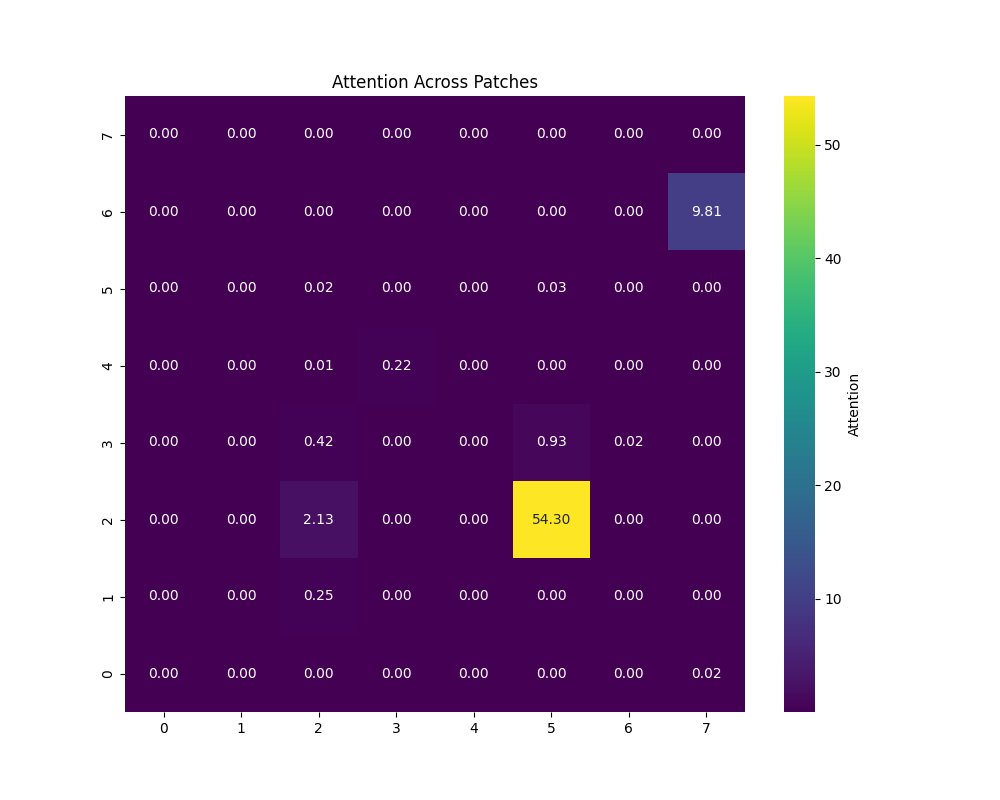 Attention Across Patches
7 0.00 0.00 0.00 0.00 0.00 0.00 0.00 0.00
6 0.00 0.00 0.00 0.00 0.00 0.00 0.00 9.81
5 0.00 0.00 0.02 0.00 0.00 0.03 0.00 0.00
4 0.00 0.00 0.01 0.22 0.00 0.00 0.00 0.00
3 0.00 0.00 0.42 0.00 0.00 0.93 0.02 0.00
2 0.00 0.00 2.13 0.00 0.00 54.30 0.00 0.00
1 0.00 0.00 0.25 0.00 0.00 0.00 0.00 0.00
0 0.00 0.00 0.00 0.00 0.00 0.00 0.00 0.02
0 1 2 3 4 5 6 7
50
40
30
20
10
Attention